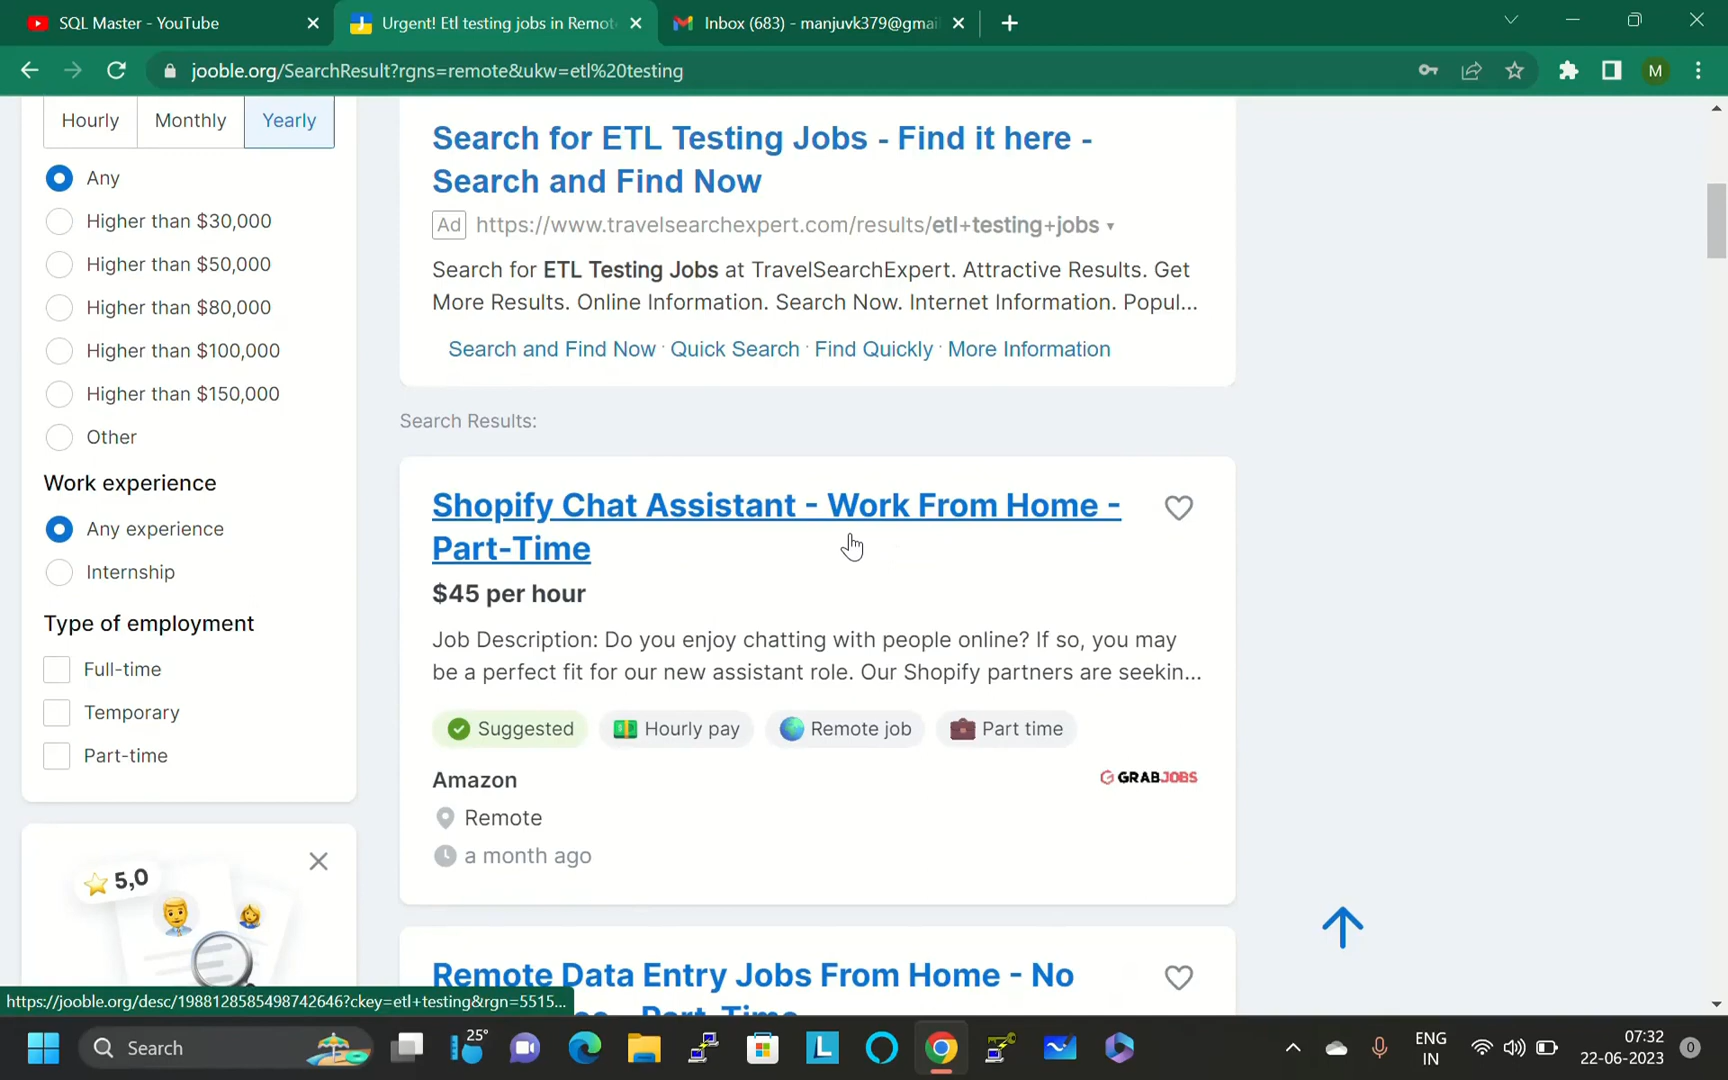 SQL Master - YouTube
Urgent! Etl testing jobs in Remot
Inbox (683) - manjuvk379@gmai
jooble.org/SearchResult?rgns=remote&ukw=etl%20testing
M
Hourly
Monthly
Yearly
Any
Higher than $30,000
Higher than $50,000
Higher than $80,000
Higher than $100,000
Higher than $150,000
Other
Work experience
Any experience
Internship
Type of employment
Full-time
Temporary
Part-time
5,0
Search for ETL Testing Jobs - Find it here -
Search and Find Now
Ad https://www.travelsearchexpert.com/results/etl+testing+jobs
Search for ETL Testing Jobs at TravelSearchExpert. Attractive Results. Get
More Results. Online Information. Search Now. Internet Information. Popul...
Search and Find Now · Quick Search · Find Quickly · More Information
Search Results:
Shopify Chat Assistant - Work From Home -
Part-Time
$45 per hour
Job Description: Do you enjoy chatting with people online? If so, you may
be a perfect fit for our new assistant role. Our Shopify partners are seekin...
Suggested
Hourly pay
Remote job
Part time
Amazon
GRABJOBS
Remote
a month ago
Remote Data Entry Jobs From Home - No
Part-Time
https://jooble.org/desc/1988128585498742646?ckey=etl+testing&rgn=5515...
Search
25°
ENG
IN
07:32
22-06-2023
0